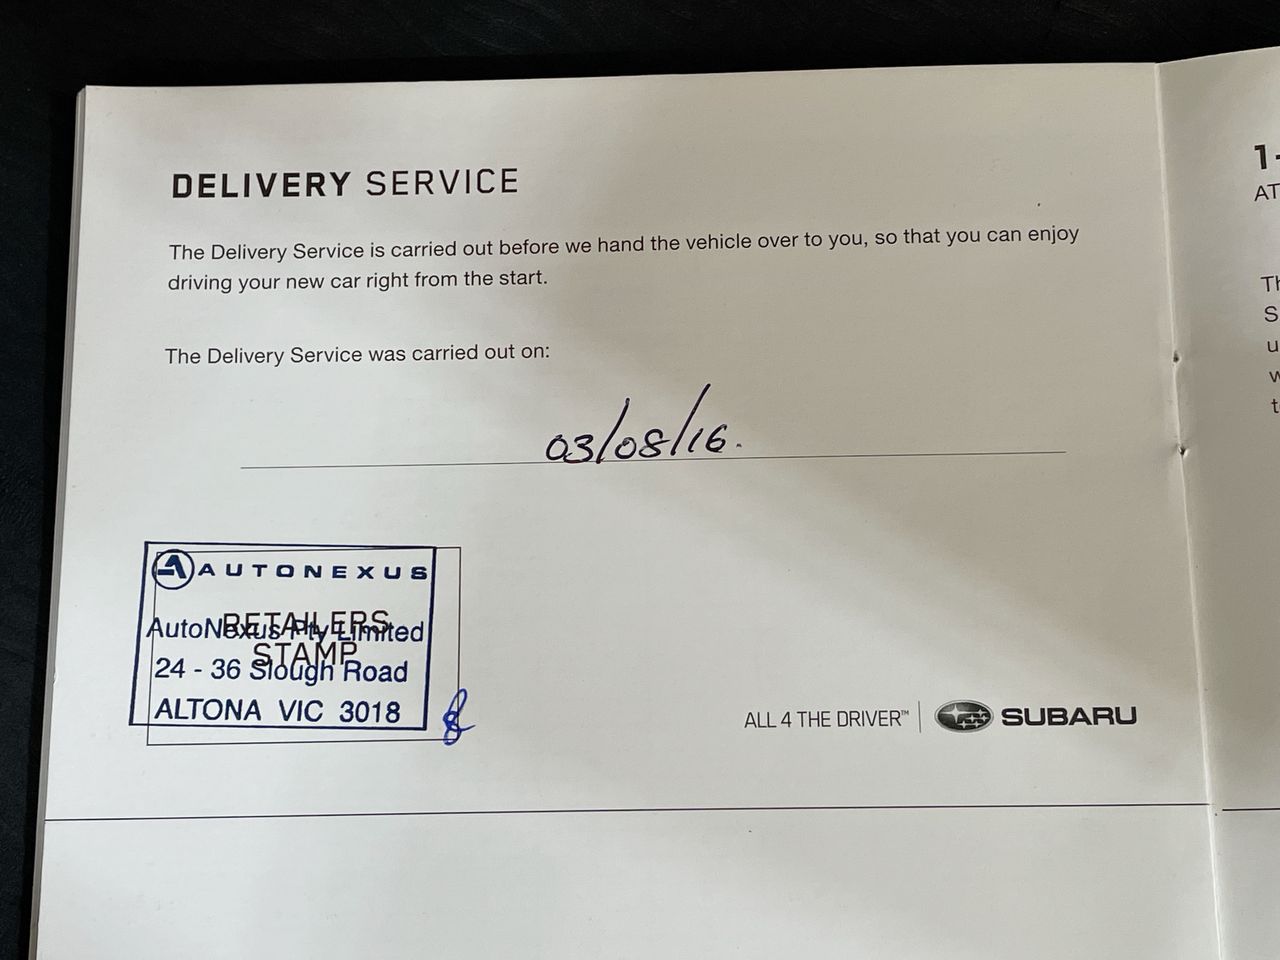 DELIVERY SERVICE
The Delivery Service is carried out before we hand the vehicle over to you, so that you can enjoy
driving your new car right from the start.
The Delivery Service was carried out on:
03/08/16.
AUTONEXUS
RETAILERS
AutoNexus Pty Limited
STAMP
24 - 36 Slough Road
ALTONA VIC 3018
ALL 4 THE DRIVER™ SUBARU
1-
AT
Th
S
u
w
t